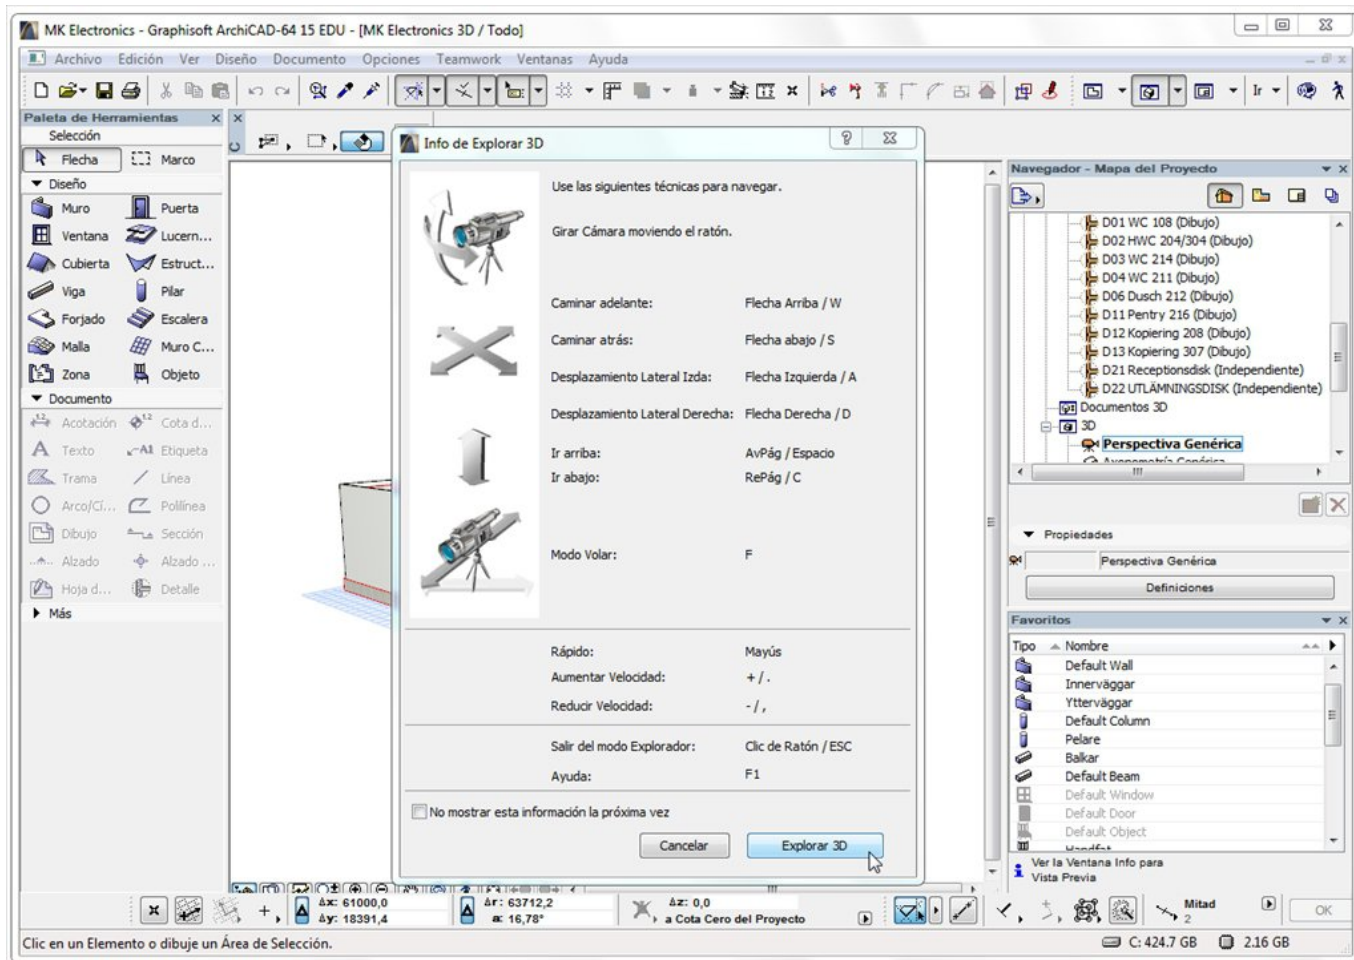 MK Electronics - Graphisoft ArchiCAD-64 15 EDU - [MK Electronics 3D / Todo]
Archivo Edición Ver Diseño Documento Opciones Teamwork Ventanas Ayuda
Ir
Paleta de Herramientas
Selección
Flecha Marco
Diseño
Muro Puerta
Ventana Lucern...
Cubierta Estruct...
Viga Pilar
Forjado Escalera
Malla Muro C...
Zona Objeto
Documento
Acotación Cota d...
Texto Etiqueta
Trama Línea
Arco/Cí... Polilínea
Dibujo Sección
Alzado Alzado ...
Hoja d... Detalle
Más
Info de Explorar 3D
Use las siguientes técnicas para navegar.
Girar Cámara moviendo el ratón.
Caminar adelante: Flecha Arriba / W
Caminar atrás: Flecha abajo / S
Desplazamiento Lateral Izda: Flecha Izquierda / A
Desplazamiento Lateral Derecha: Flecha Derecha / D
Ir arriba: AvPág / Espacio
Ir abajo: RePág / C
Modo Volar: F
Rápido: Mayús
Aumentar Velocidad: + / .
Reducir Velocidad: - / ,
Salir del modo Explorador: Clic de Ratón / ESC
Ayuda: F1
No mostrar esta información la próxima vez
Cancelar Explorar 3D
Navegador - Mapa del Proyecto
D01 WC 108 (Dibujo)
D02 HWC 204/304 (Dibujo)
D03 WC 214 (Dibujo)
D04 WC 211 (Dibujo)
D06 Dusch 212 (Dibujo)
D11 Pentry 216 (Dibujo)
D12 Kopiering 208 (Dibujo)
D13 Kopiering 307 (Dibujo)
D21 Receptionsdisk (Independiente)
D22 UTLÄMNINGSDISK (Independiente)
Documentos 3D
3D
Perspectiva Genérica
Axonometría Genérica
Propiedades
Perspectiva Genérica
Definiciones
Favoritos
Tipo Nombre
Default Wall
Innerväggar
Ytterväggar
Default Column
Pelare
Balkar
Default Beam
Default Window
Default Door
Default Object
Handfat
Ver la Ventana Info para
Vista Previa
Δx: 61000,0 Δr: 63712,2 Δz: 0,0 Mitad
Δy: 18391,4 a: 16,78° a Cota Cero del Proyecto 2
OK
Clic en un Elemento o dibuje un Área de Selección. C: 424.7 GB 2.16 GB